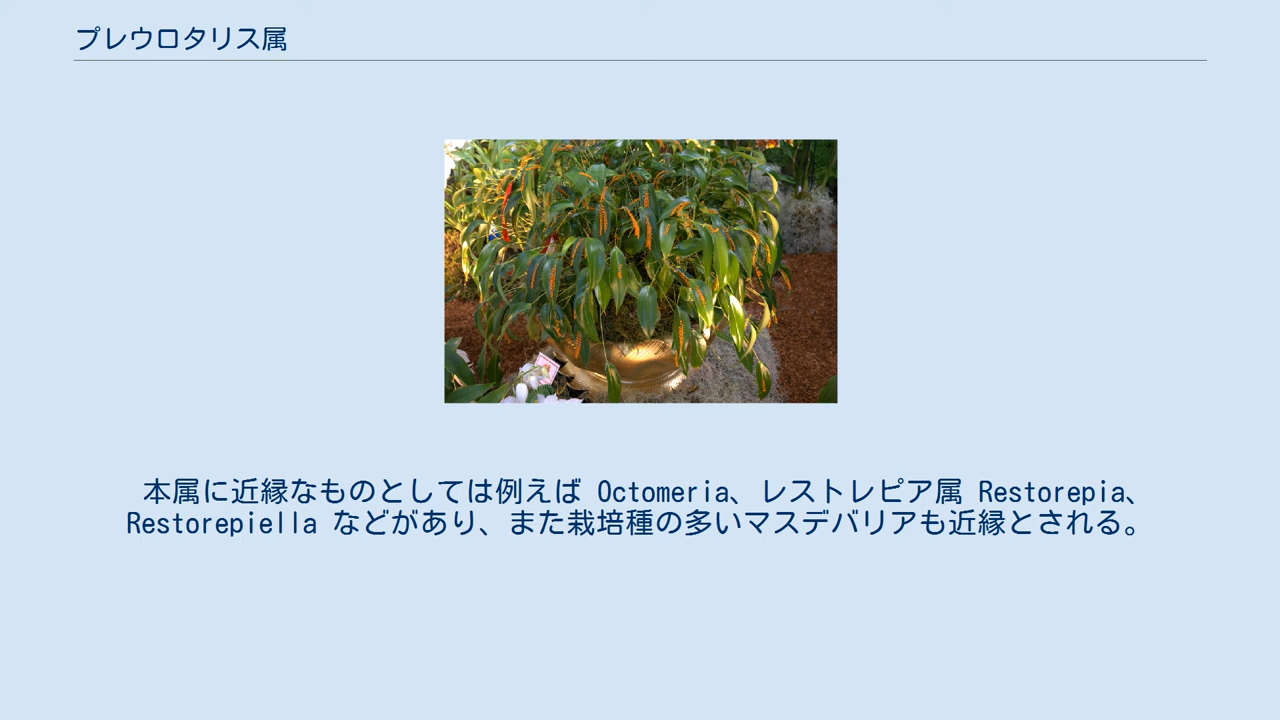 プレウロタリス属
本属に近縁なものとしては例えば Octomeria、レストレピア属 Restorepia、
Restorepiella などがあり、また栽培種の多いマスデバリアも近縁とされる。